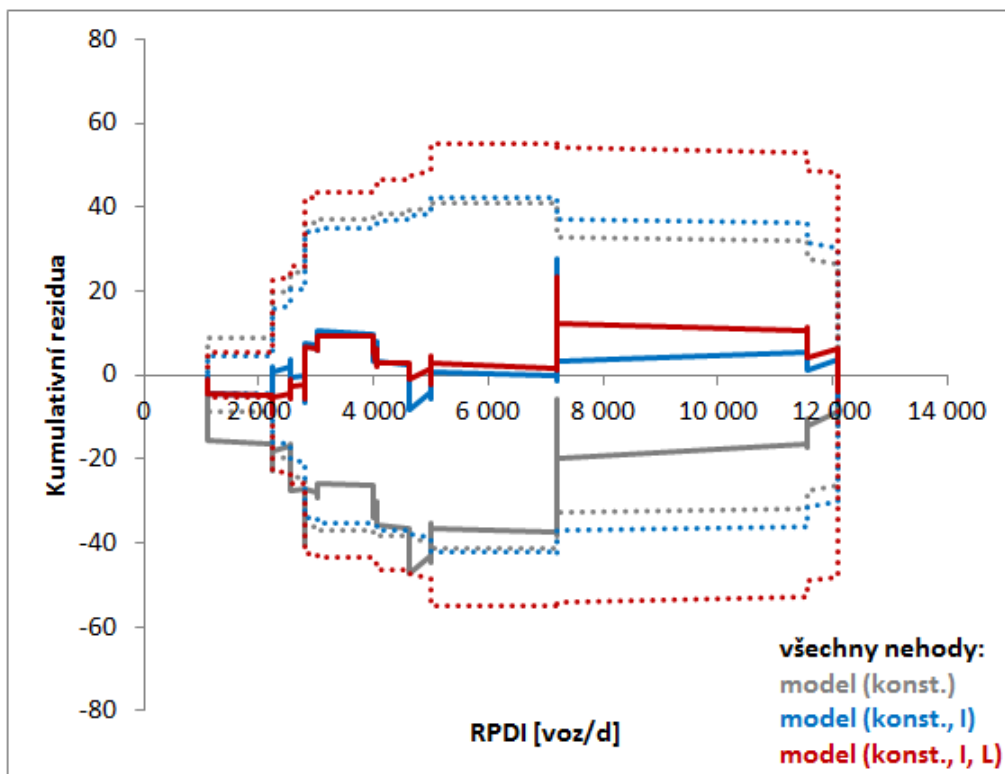 80
60
40
20
0
-20
-40
-60
-80
Kumulativní rezidua
0 2 000 4 000 6 000 8 000 10 000 12 000 14 000
RPDI [voz/d]
všechny nehody:
model (konst.)
model (konst., I)
model (konst., I, L)